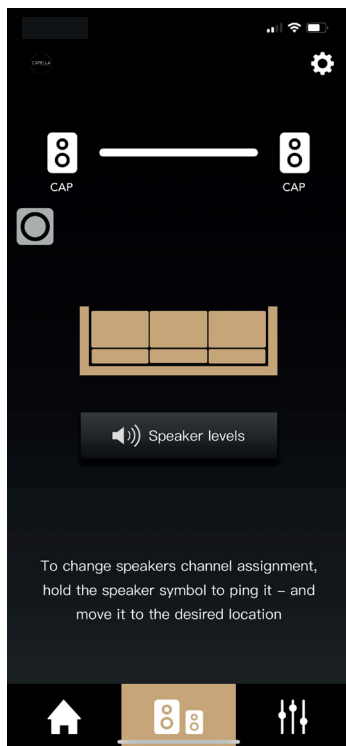 CAPELLA
CAP
CAP
Speaker levels
To change speakers channel assignment,
hold the speaker symbol to ping it – and
move it to the desired location